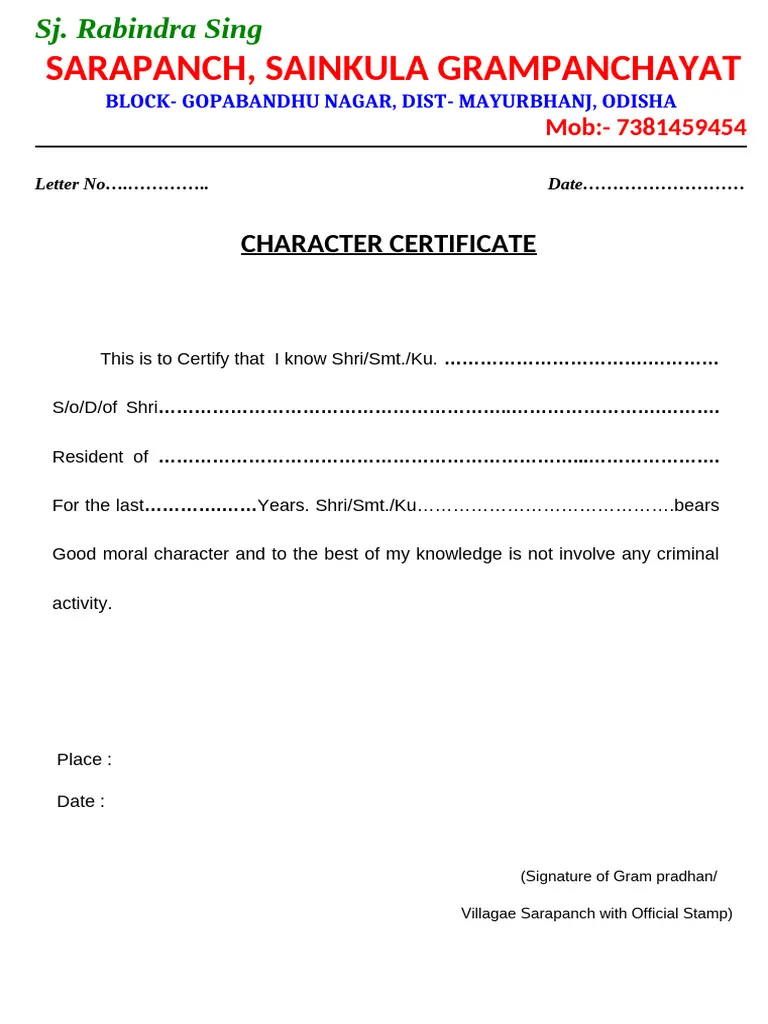 Sj. Rabindra Sing
SARAPANCH, SAINKULA GRAMPANCHAYAT
BLOCK- GOPABANDHU NAGAR, DIST- MAYURBHANJ, ODISHA
Mob:- 7381459454
Letter No….………….. Date………………………
CHARACTER CERTIFICATE
This is to Certify that I know Shri/Smt./Ku. ………………………….….…………
S/o/D/of Shri…………………………………………………..…………………….……….
Resident of ……………………………………………………………...………………….
For the last………….……Years. Shri/Smt./Ku…………………………………….bears
Good moral character and to the best of my knowledge is not involve any criminal
activity.
Place :
Date :
(Signature of Gram pradhan/
Villagae Sarapanch with Official Stamp)